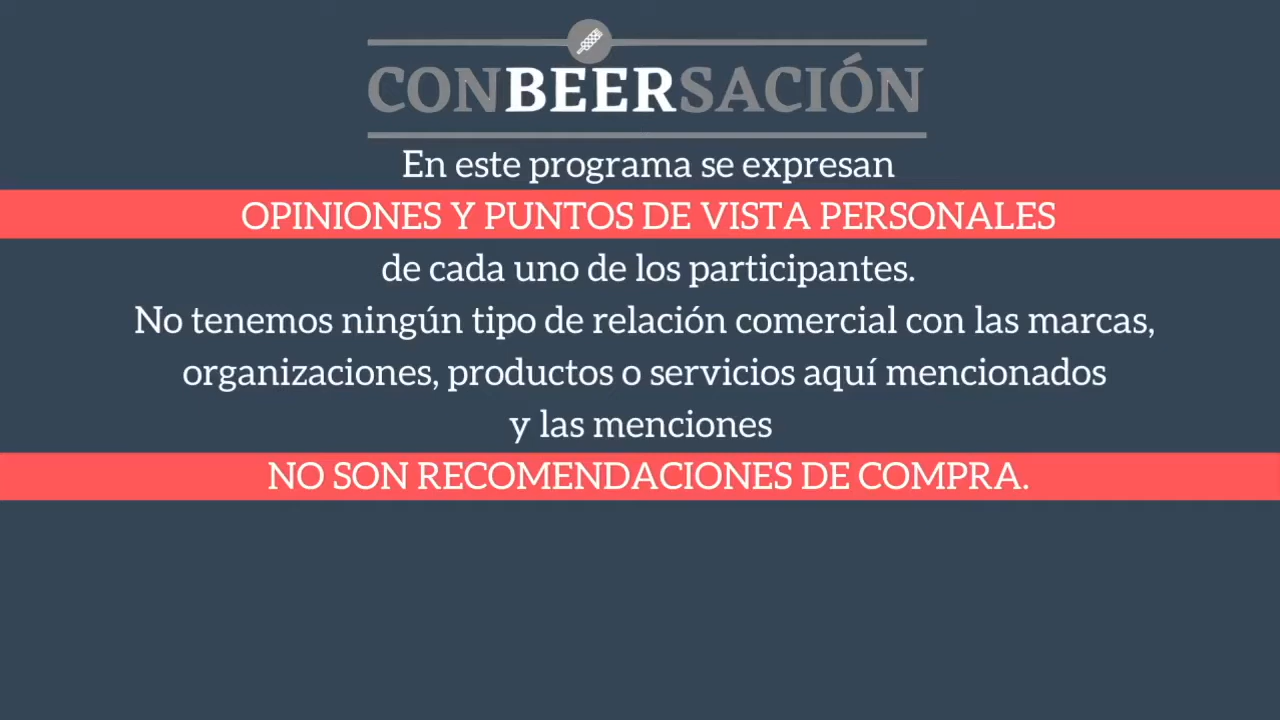 CONBEERSACIÓN
En este programa se expresan
OPINIONES Y PUNTOS DE VISTA PERSONALES
de cada uno de los participantes.
No tenemos ningún tipo de relación comercial con las marcas,
organizaciones, productos o servicios aquí mencionados
y las menciones
NO SON RECOMENDACIONES DE COMPRA.